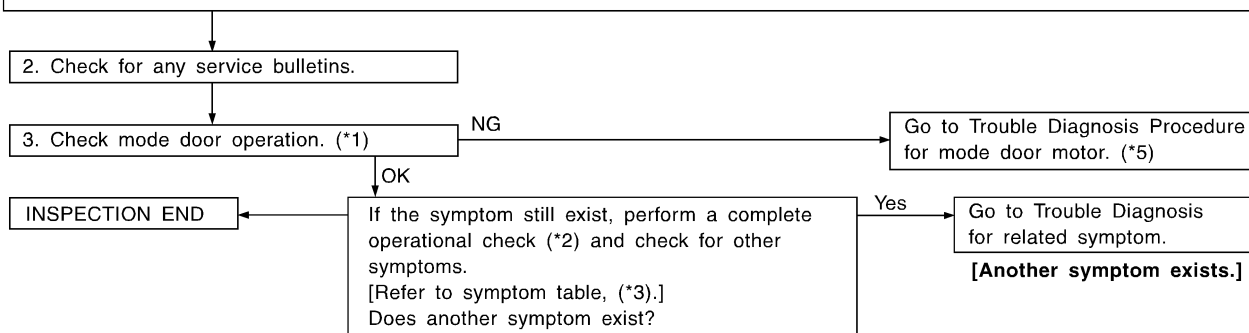 2. Check for any service bulletins.
3. Check mode door operation. (*1)
NG
Go to Trouble Diagnosis Procedure
for mode door motor. (*5)
OK
INSPECTION END
If the symptom still exist, perform a complete
operational check (*2) and check for other
symptoms.
[Refer to symptom table, (*3).]
Does another symptom exist?
Yes
Go to Trouble Diagnosis
for related symptom.
[Another symptom exists.]